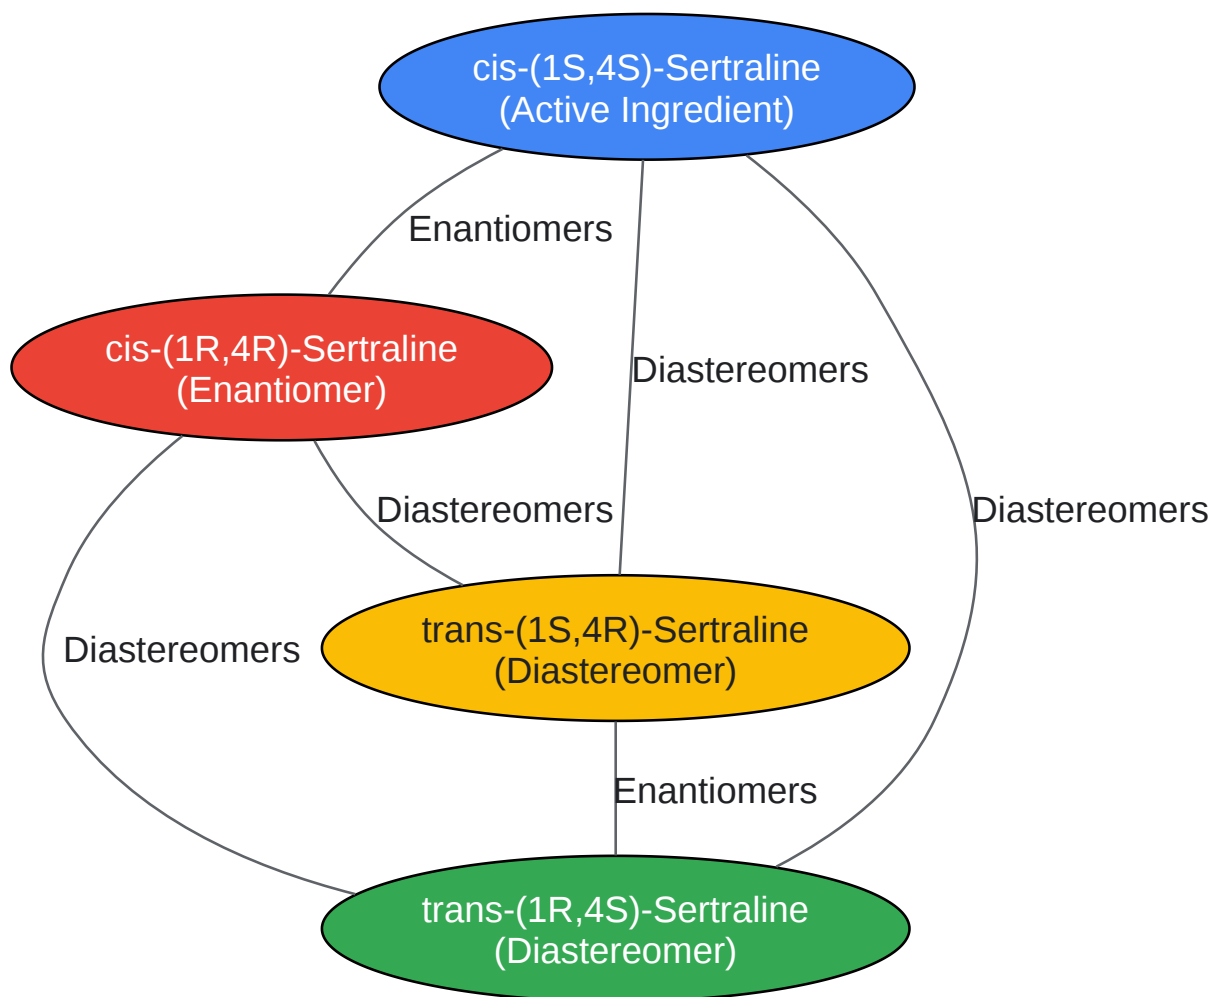 cis-(1S,4S)-Sertraline
(Active Ingredient)
Enantiomers
cis-(1R,4R)-Sertraline
(Enantiomer)
Diastereomers
Diastereomers
Diastereomers
trans-(1S,4R)-Sertraline
(Diastereomer)
Diastereomers
Enantiomers
trans-(1R,4S)-Sertraline
(Diastereomer)